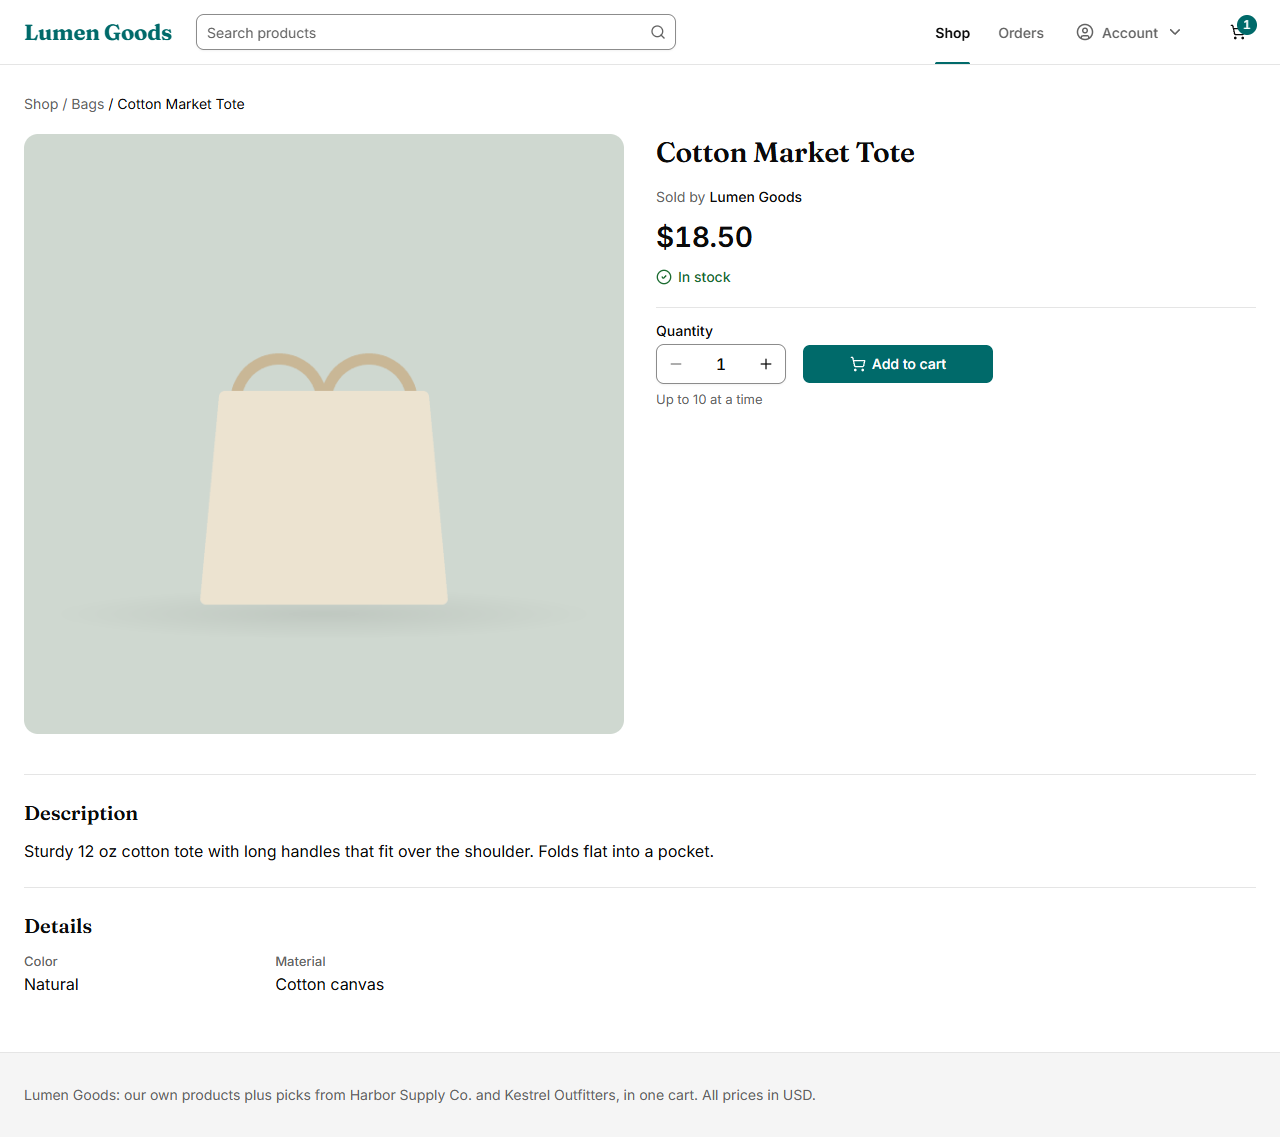 Lumen Goods
Search products
Shop
Orders
Account
1
Shop / Bags / Cotton Market Tote
Cotton Market Tote
Sold by Lumen Goods
$18.50
In stock
Quantity
1
Add to cart
Up to 10 at a time
Description
Sturdy 12 oz cotton tote with long handles that fit over the shoulder. Folds flat into a pocket.
Details
Color
Natural
Material
Cotton canvas
Lumen Goods: our own products plus picks from Harbor Supply Co. and Kestrel Outfitters, in one cart. All prices in USD.